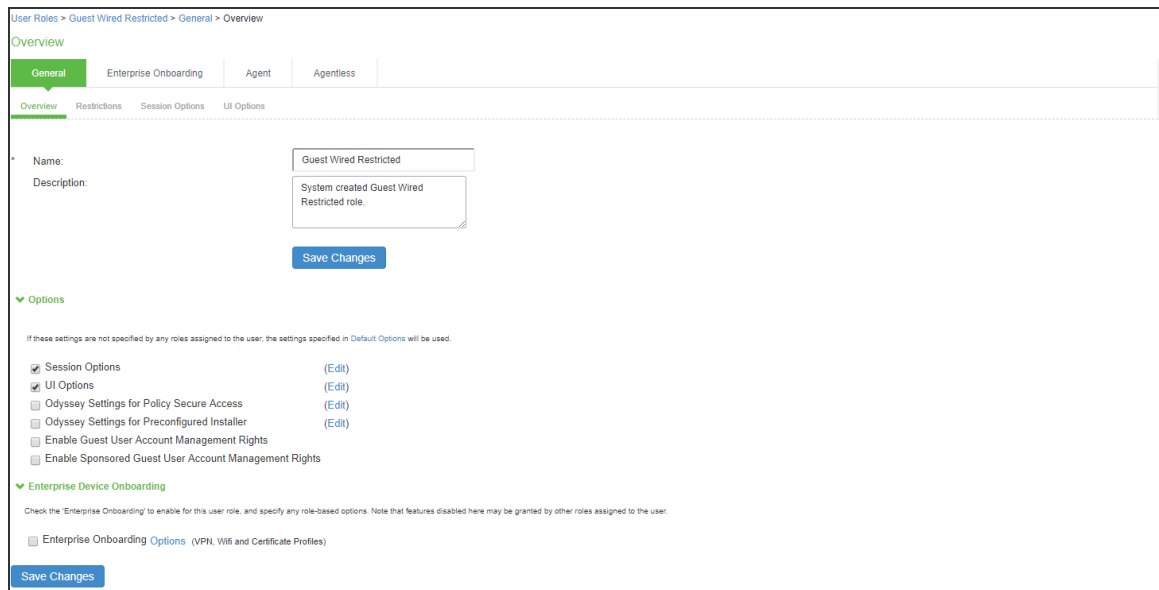 User Roles > Guest Wired Restricted > General > Overview
Overview
General Enterprise Onboarding Agent Agentless
Overview Restrictions Session Options UI Options
* Name: Guest Wired Restricted
Description: System created Guest Wired
Restricted role.
Save Changes
Options
If these settings are not specified by any roles assigned to the user, the settings specified in Default Options will be used.
Session Options (Edit)
UI Options (Edit)
Odyssey Settings for Policy Secure Access (Edit)
Odyssey Settings for Preconfigured Installer (Edit)
Enable Guest User Account Management Rights
Enable Sponsored Guest User Account Management Rights
Enterprise Device Onboarding
Check the 'Enterprise Onboarding' to enable for this user role, and specify any role-based options. Note that features disabled here may be granted by other roles assigned to the user.
Enterprise Onboarding Options (VPN, Wifi and Certificate Profiles)
Save Changes